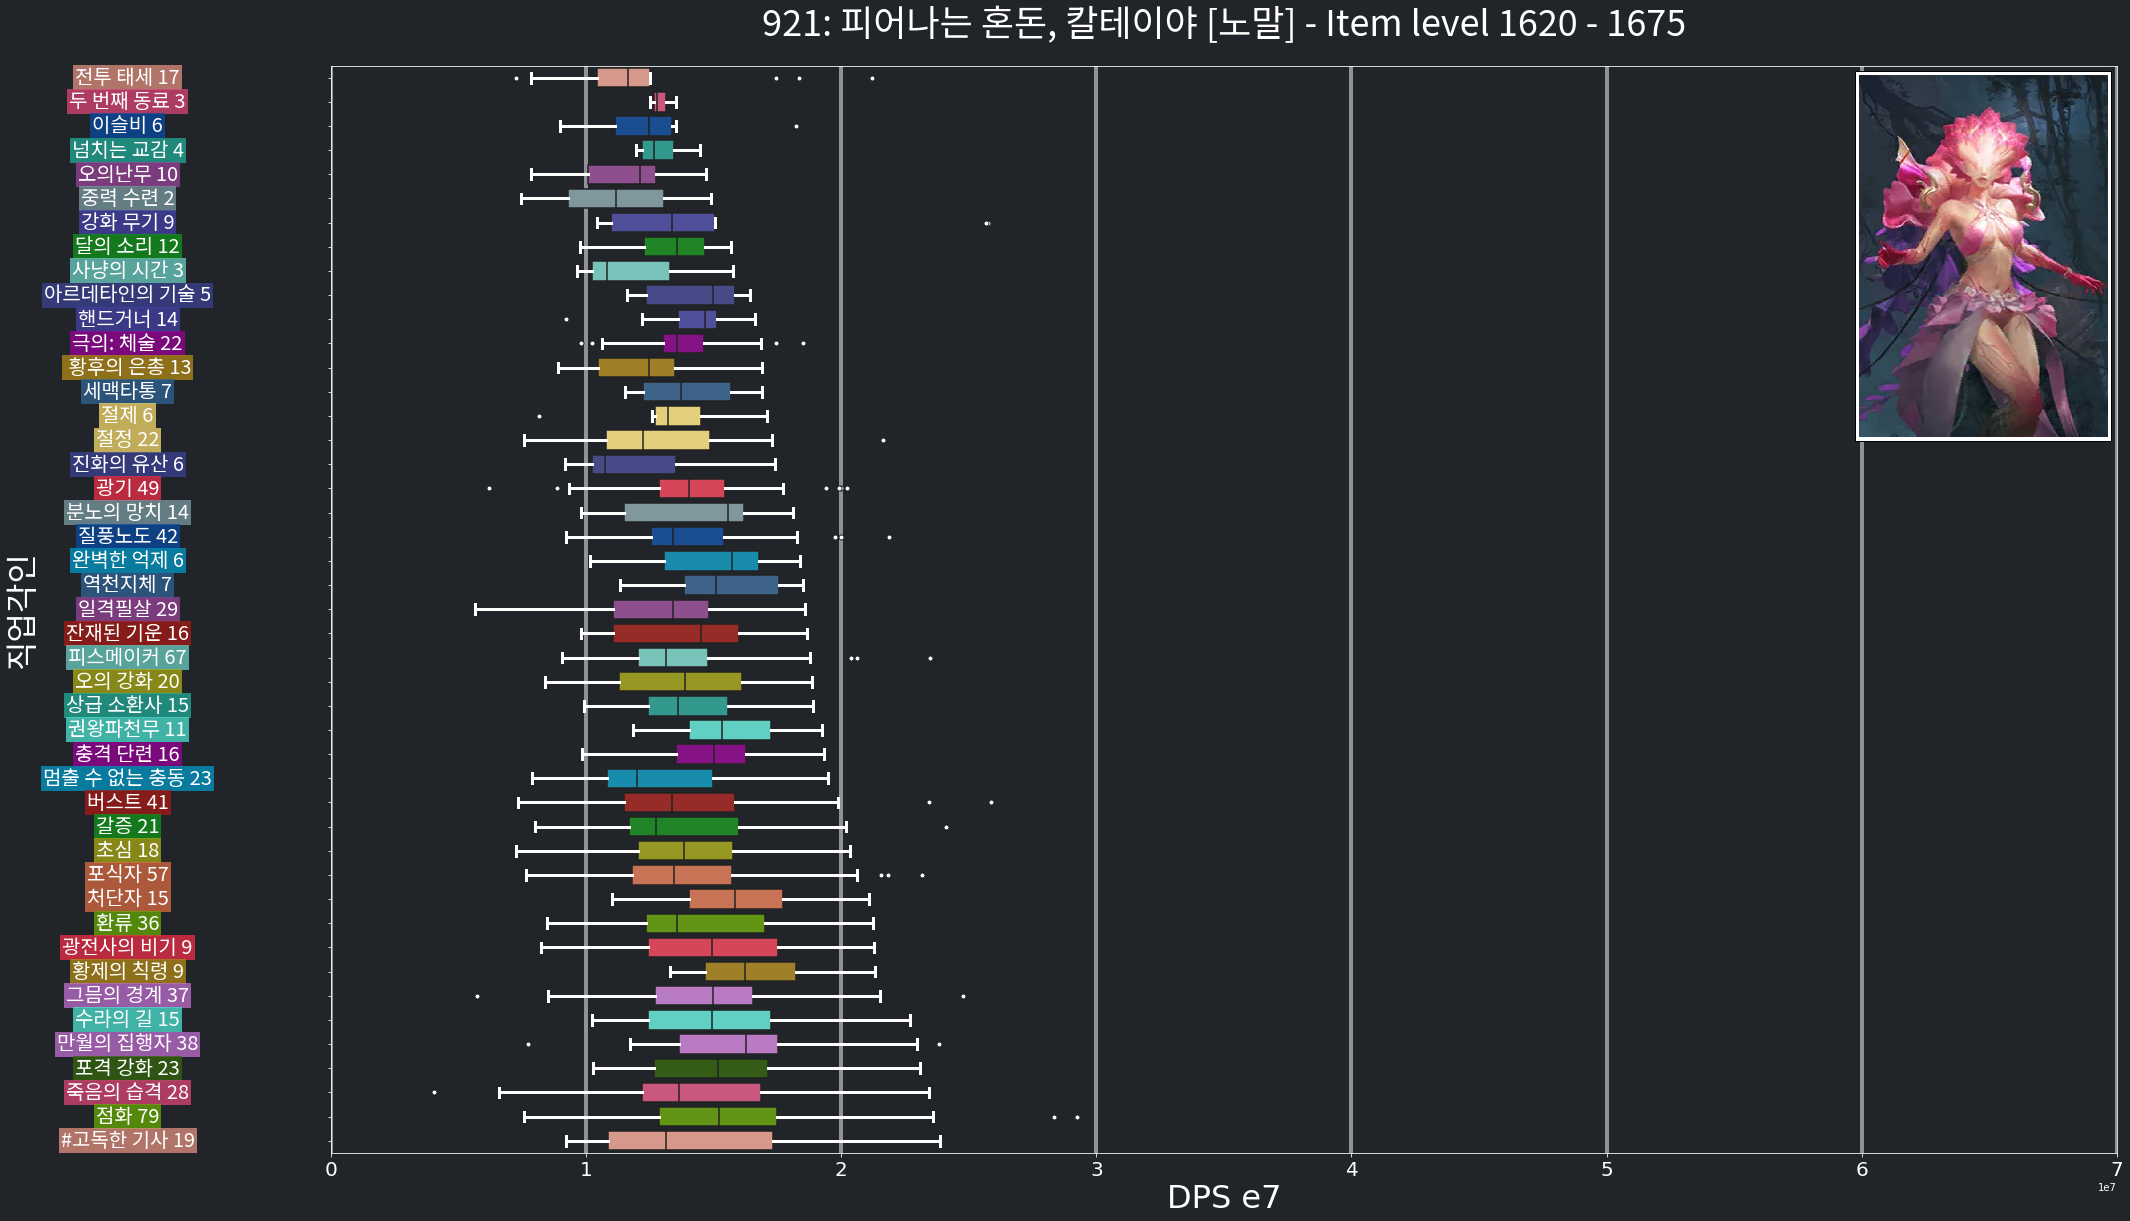 921: 피어나는 혼돈, 칼테이야 [노말] - Item level 1620 - 1675
직업각인
전투 태세 17
두 번째 동료 3
이슬비 6
넘치는 교감 4
오의난무 10
중력 수련 2
강화 무기 9
달의 소리 12
사냥의 시간 3
아르데타인의 기술 5
핸드거너 14
극의: 체술 22
황후의 은총 13
세맥타통 7
절제 6
절정 22
진화의 유산 6
광기 49
분노의 망치 14
질풍노도 42
완벽한 억제 6
역천지체 7
일격필살 29
잔재된 기운 16
피스메이커 67
오의 강화 20
상급 소환사 15
권왕파천무 11
충격 단련 16
멈출 수 없는 충동 23
버스트 41
갈증 21
초심 18
포식자 57
처단자 15
환류 36
광전사의 비기 9
황제의 칙령 9
그믐의 경계 37
수라의 길 15
만월의 집행자 38
포격 강화 23
죽음의 습격 28
점화 79
#고독한 기사 19
0 1 2 3 4 5 6 7
1e7
DPS e7